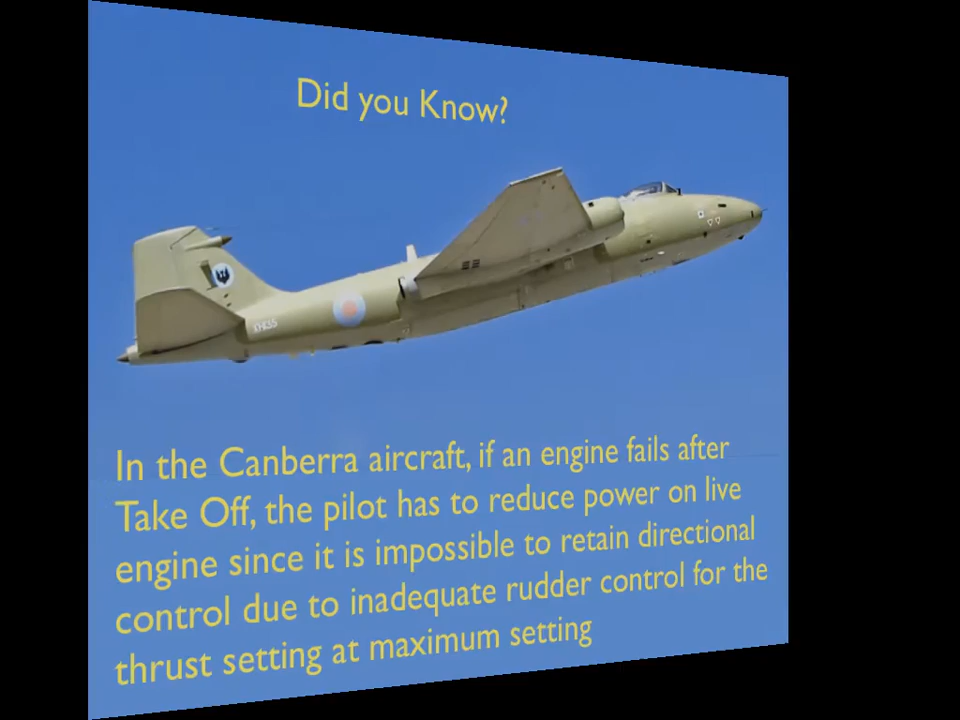 Did you Know?
In the Canberra aircraft, if an engine fails after
Take Off, the pilot has to reduce power on live
engine since it is impossible to retain directional
control due to inadequate rudder control for the
thrust setting at maximum setting